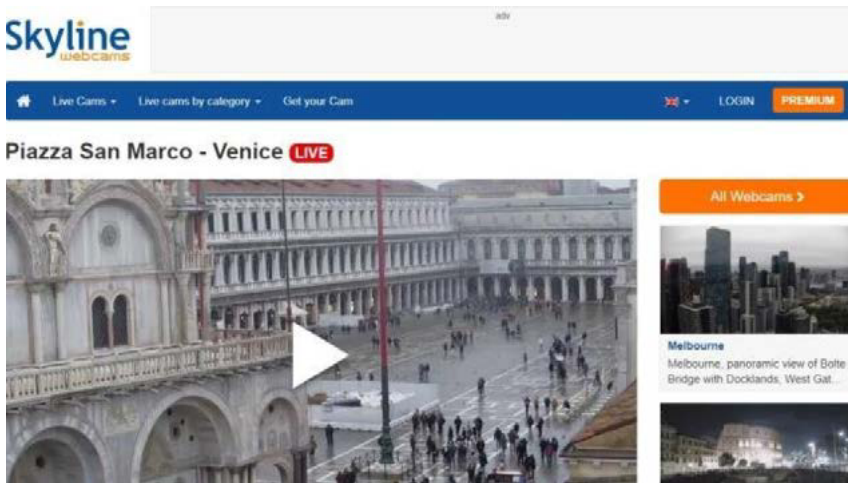 adv
Skyline
webcams
Live Cams
Live cams by category
Get your Cam
LOGIN
PREMIUM
Piazza San Marco - Venice LIVE
All Webcams
Melbourne
Melbourne, panoramic view of Bolte
Bridge with Docklands, West Gat...